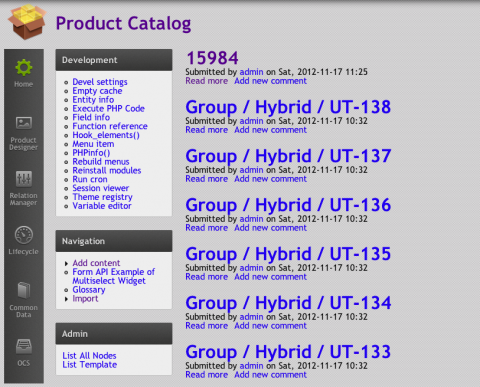 Product Catalog
Home
Product
Designer
Relation
Manager
Lifecycle
Common
Data
OCS
Development
Devel settings
Empty cache
Entity info
Execute PHP Code
Field info
Function reference
Hook_elements()
Menu item
PHPinfo()
Rebuild menus
Reinstall modules
Run cron
Session viewer
Theme registry
Variable editor
Navigation
Add content
Form API Example of
Multiselect Widget
Glossary
Import
Admin
List All Nodes
List Template
15984
Submitted by admin on Sat, 2012-11-17 11:25
Read more Add new comment
Group / Hybrid / UT-138
Submitted by admin on Sat, 2012-11-17 10:32
Read more Add new comment
Group / Hybrid / UT-137
Submitted by admin on Sat, 2012-11-17 10:32
Read more Add new comment
Group / Hybrid / UT-136
Submitted by admin on Sat, 2012-11-17 10:32
Read more Add new comment
Group / Hybrid / UT-135
Submitted by admin on Sat, 2012-11-17 10:32
Read more Add new comment
Group / Hybrid / UT-134
Submitted by admin on Sat, 2012-11-17 10:32
Read more Add new comment
Group / Hybrid / UT-133
Submitted by admin on Sat, 2012-11-17 10:32
Read more Add new comment